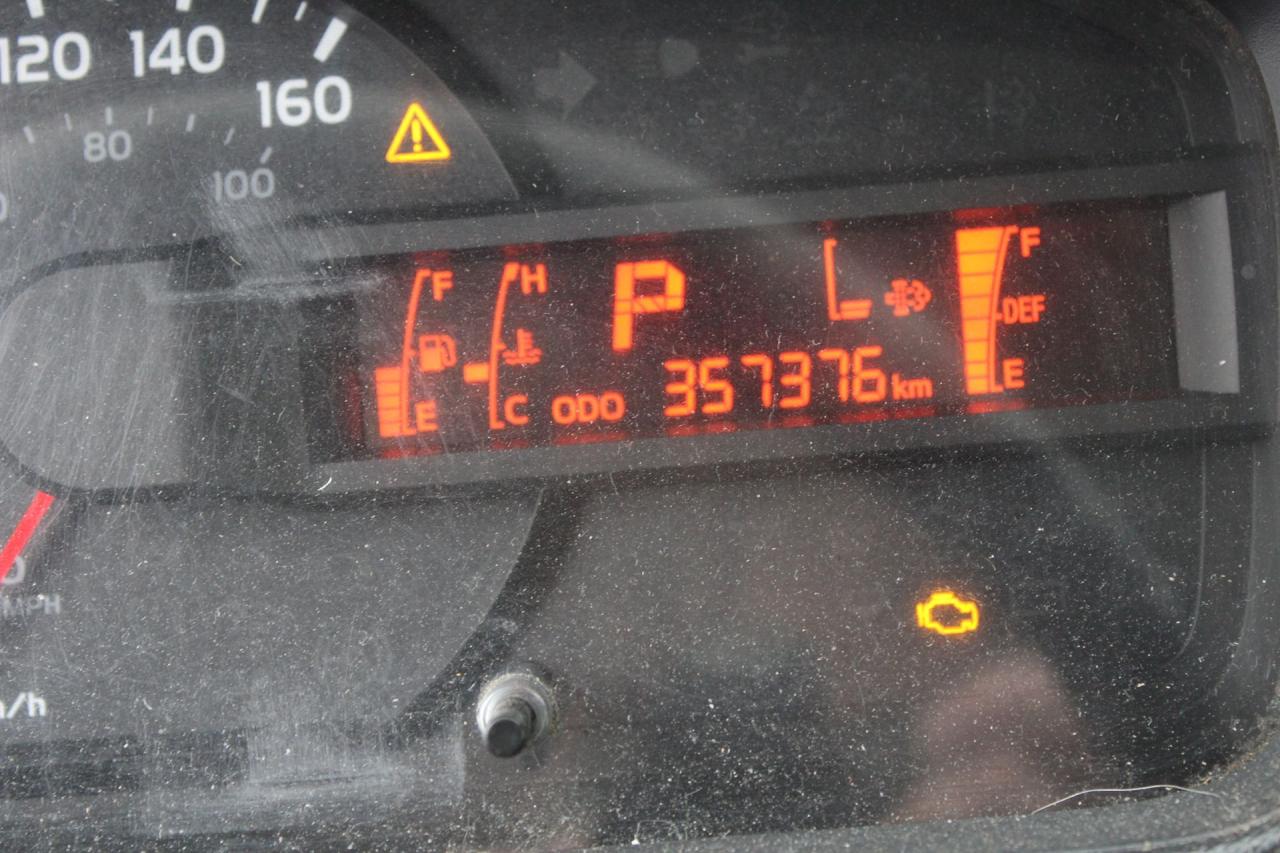 120 140 160
80 100
F H P F
DEF
E C ODO 357376 km E
MPH